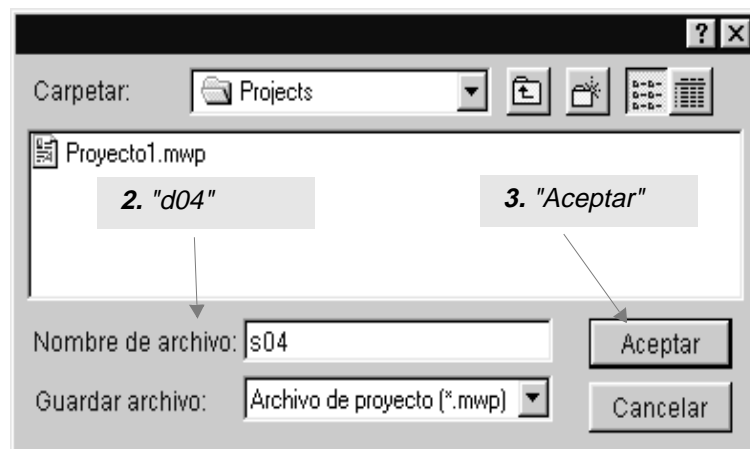 ?
Carpetar: Projects
Proyecto1.mwp
2. "d04"
3. "Aceptar"
Nombre de archivo: s04
Aceptar
Guardar archivo: Archivo de proyecto (*.mwp)
Cancelar